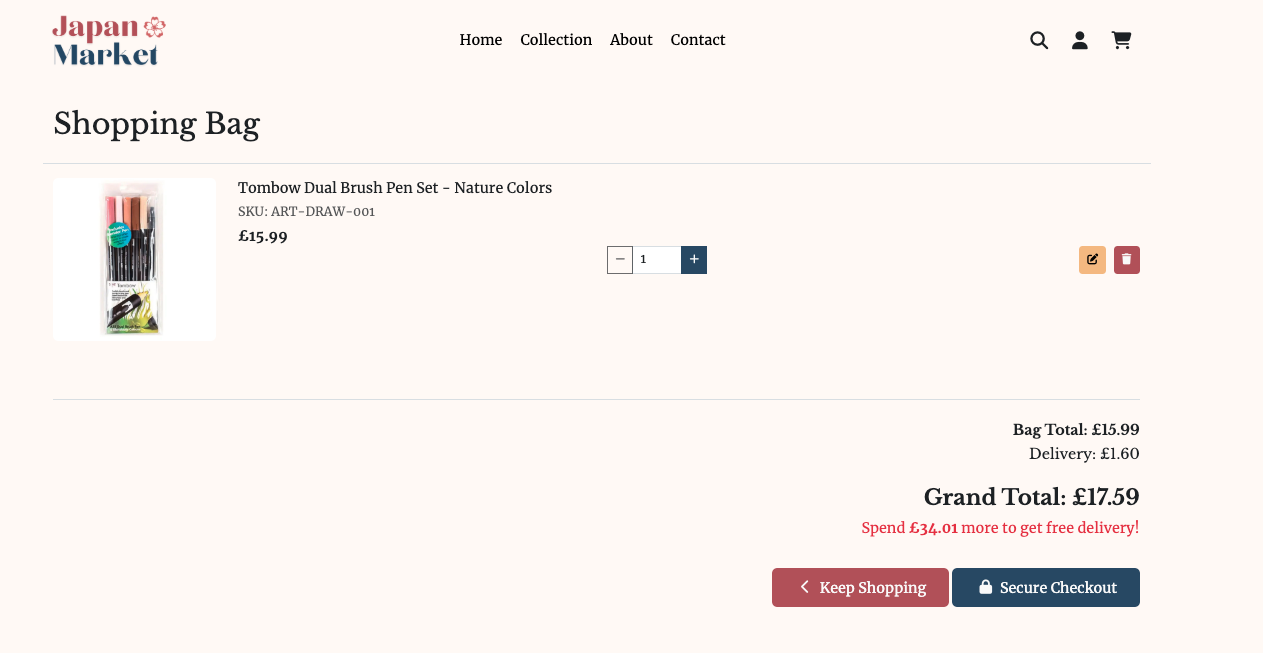 Japan
Market
Home Collection About Contact
Shopping Bag
Tombow Dual Brush Pen Set - Nature Colors
SKU: ART-DRAW-001
£15.99
1
Tombow
Bag Total: £15.99
Delivery: £1.60
Grand Total: £17.59
Spend £34.01 more to get free delivery!
Keep Shopping
Secure Checkout